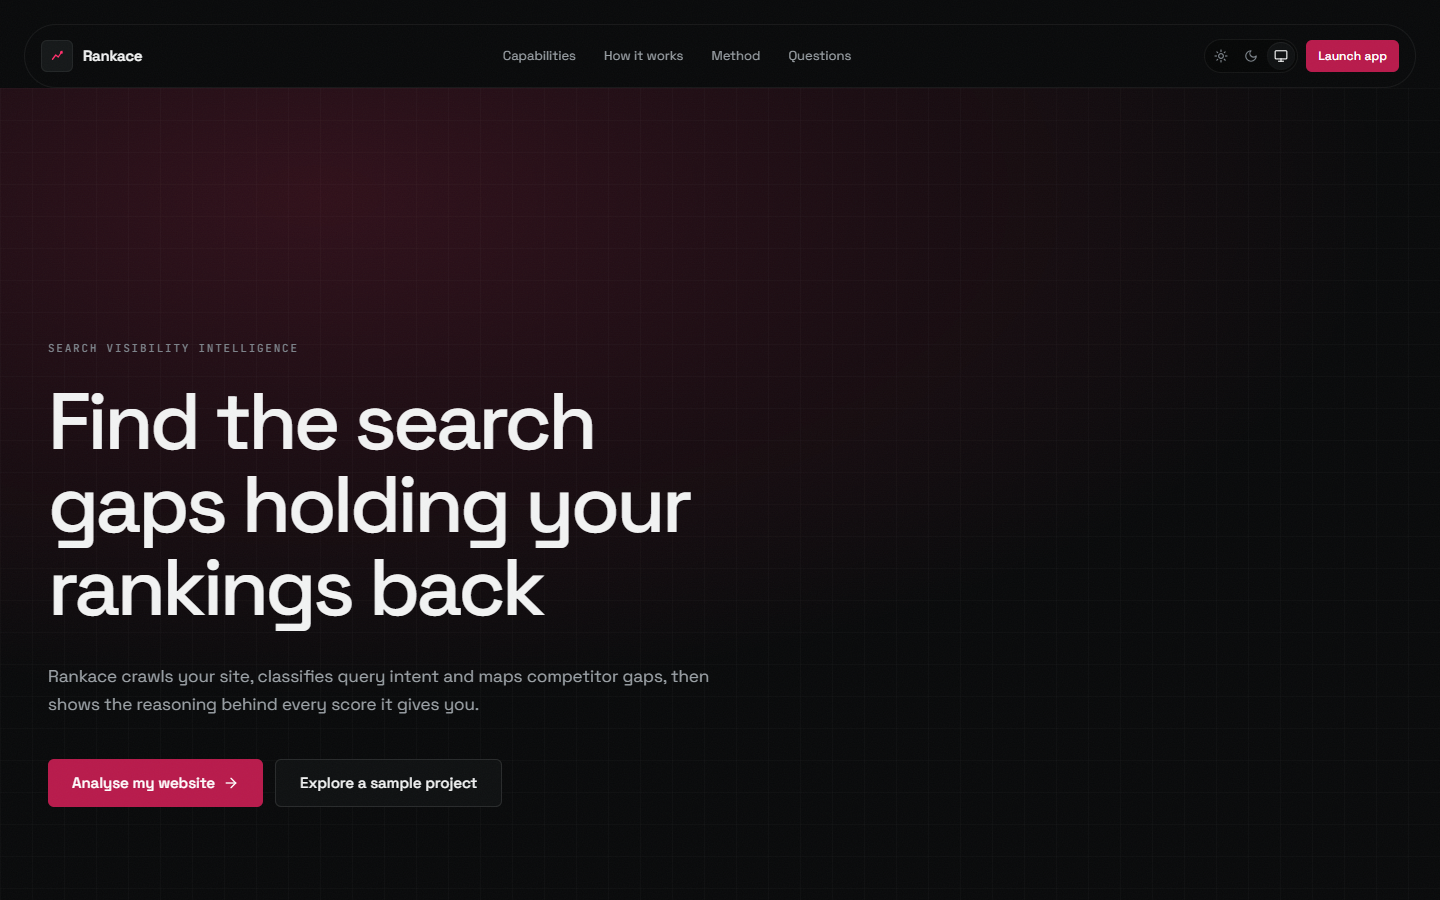 Rankace
Capabilities
How it works
Method
Questions
Launch app
SEARCH VISIBILITY INTELLIGENCE
Find the search
gaps holding your
rankings back
Rankace crawls your site, classifies query intent and maps competitor gaps, then
shows the reasoning behind every score it gives you.
Analyse my website
Explore a sample project